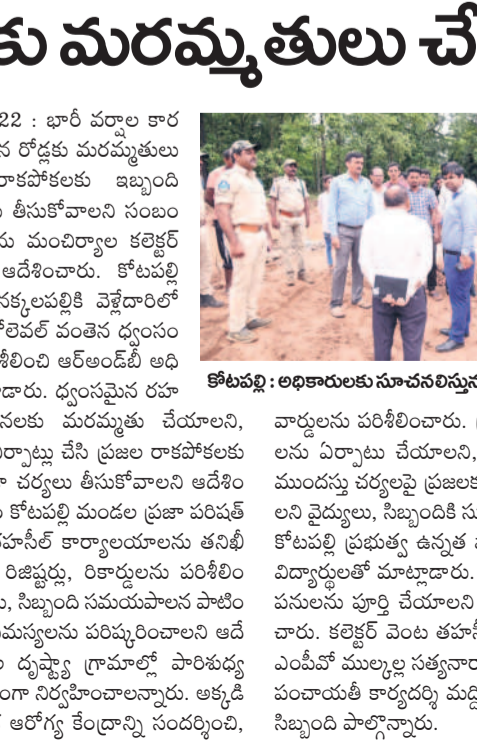 కు మరమ్మతులు చే
22 : భారీ వర్షాల కార
న రోడ్లకు మరమ్మతులు
రాకపోకలకు ఇబ్బంది
తీసుకోవాలని సంబం
ను మంచిర్యాల కలెక్టర్
ఆదేశించారు. కోటపల్లి
నక్కలపల్లికి వెళ్లేదారిలో
లోలెవల్ వంతెన ధ్వంసం
శీలించి ఆర్అండ్‌బీ అధి
డారు. ధ్వంసమైన రహ
నలకు మరమ్మతు చేయాలని,
ర్పాట్లు చేసి ప్రజల రాకపోకలకు
చర్యలు తీసుకోవాలని ఆదేశిం
కోటపల్లి మండల ప్రజా పరిషత్
హసీల్ కార్యాలయాలను తనిఖీ
రిజిష్టర్లు, రికార్డులను పరిశీలిం
సిబ్బంది సమయపాలన పాటిం
మస్యలను పరిష్కరించాలని ఆదే
దృష్ట్యా గ్రామాల్లో పారిశుధ్య
ంగా నిర్వహించాలన్నారు. అక్కడి
ఆరోగ్య కేంద్రాన్ని సందర్శించి,
కోటపల్లి : అధికారులకు సూచనలిస్తున
వార్డులను పరిశీలించారు.
లను ఏర్పాటు చేయాలని,
ముందస్తు చర్యలపై ప్రజలక
లని వైద్యులు, సిబ్బందికి సూ
కోటపల్లి ప్రభుత్వ ఉన్నత
విద్యార్థులతో మాట్లాడారు.
పనులను పూర్తి చేయాలని
చారు. కలెక్టర్ వెంట తహసీ
ఎంపీవో ముల్కల్ల సత్యనార
పంచాయతీ కార్యదర్శి మద్ది
సిబ్బంది పాల్గొన్నారు.